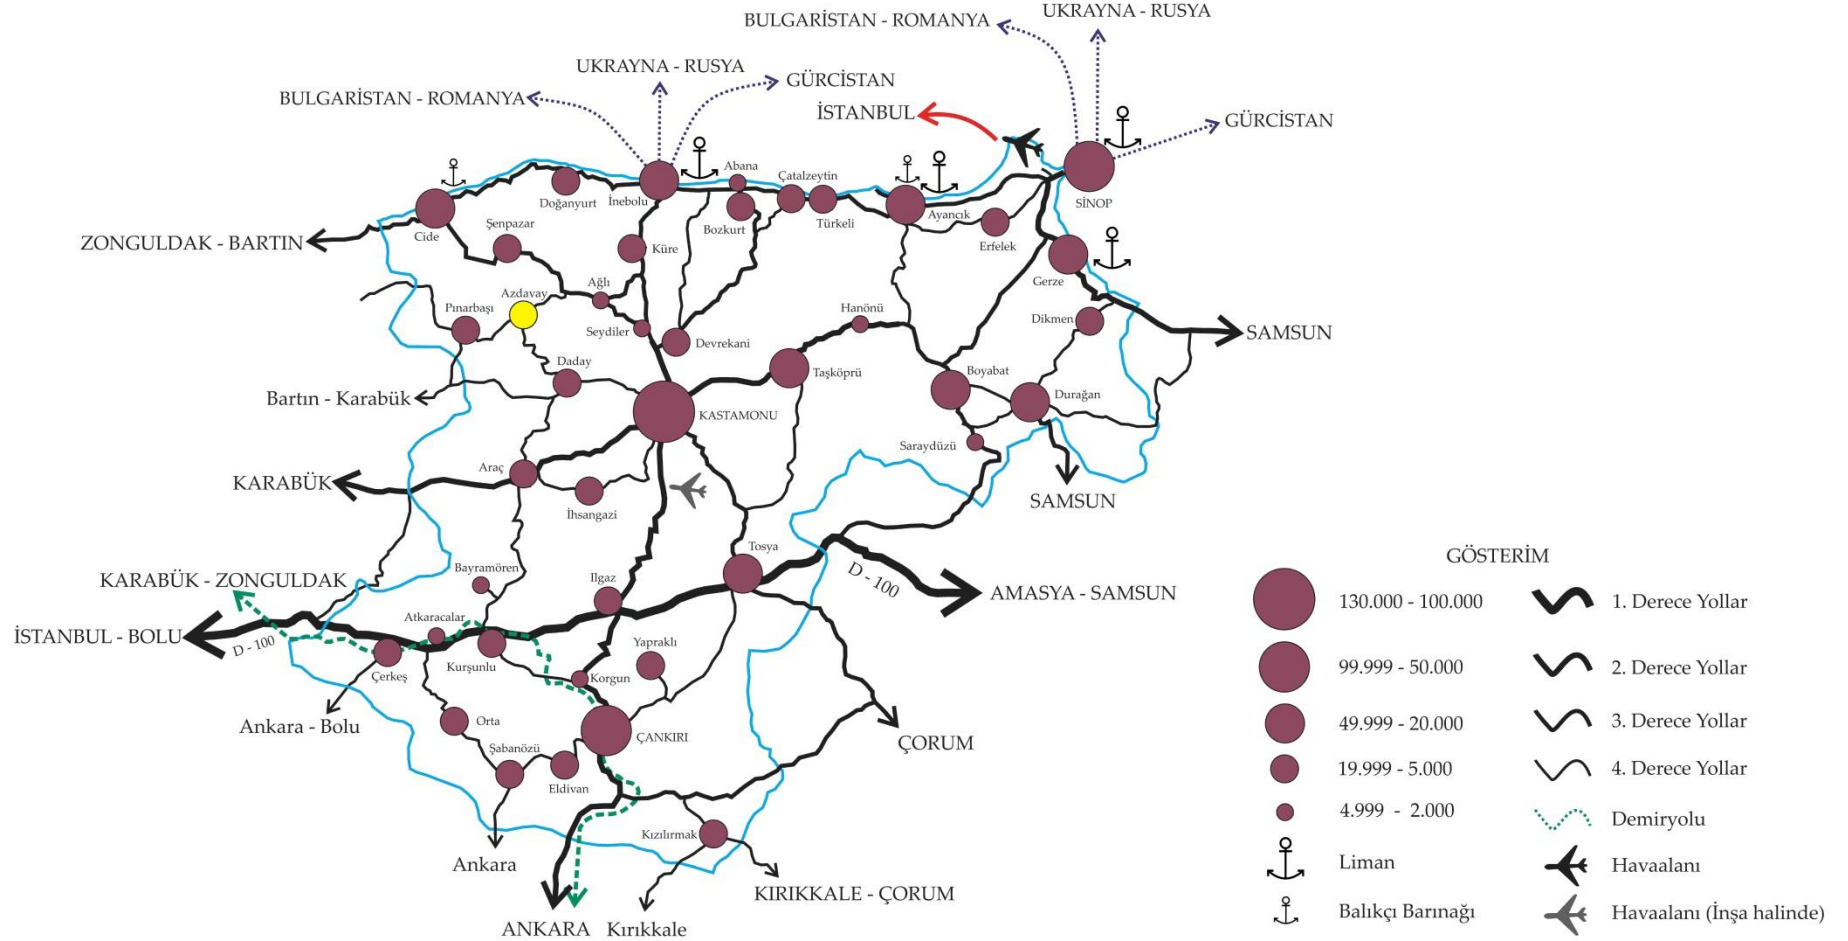 UKRAYNA - RUSYA
BULGARİSTAN - ROMANYA
UKRAYNA - RUSYA
GÜRCİSTAN
BULGARİSTAN - ROMANYA
İSTANBUL
GÜRCİSTAN
Abana
Çatalzeytin
Doğanyurt
İnebolu
SİNOP
Ayancık
Türkeli
Bozkurt
Şenpazar
Cide
ZONGULDAK - BARTIN
Küre
Erfelek
Gerze
Ağlı
Azdavay
Pınarbaşı
Hanönü
Dikmen
Seydiler
SAMSUN
Devrekani
Daday
Taşköprü
Boyabat
Durağan
Bartın - Karabük
KASTAMONU
Saraydüzü
Araç
KARABÜK
SAMSUN
İhsangazi
Tosya
GÖSTERİM
Bayramören
Ilgaz
KARABÜK - ZONGULDAK
D - 100
AMASYA - SAMSUN
130.000 - 100.000
1. Derece Yollar
Atkaracalar
İSTANBUL - BOLU
D - 100
Yapraklı
Kurşunlu
99.999 - 50.000
2. Derece Yollar
Çerkeş
Korgun
Ankara - Bolu
Orta
49.999 - 20.000
3. Derece Yollar
ÇANKIRI
ÇORUM
Şabanözü
19.999 - 5.000
4. Derece Yollar
Eldivan
4.999 - 2.000
Demiryolu
Kızılırmak
Ankara
Liman
Havaalanı
KIRIKKALE - ÇORUM
Balıkçı Barınağı
Havaalanı (İnşa halinde)
ANKARA
Kırıkkale